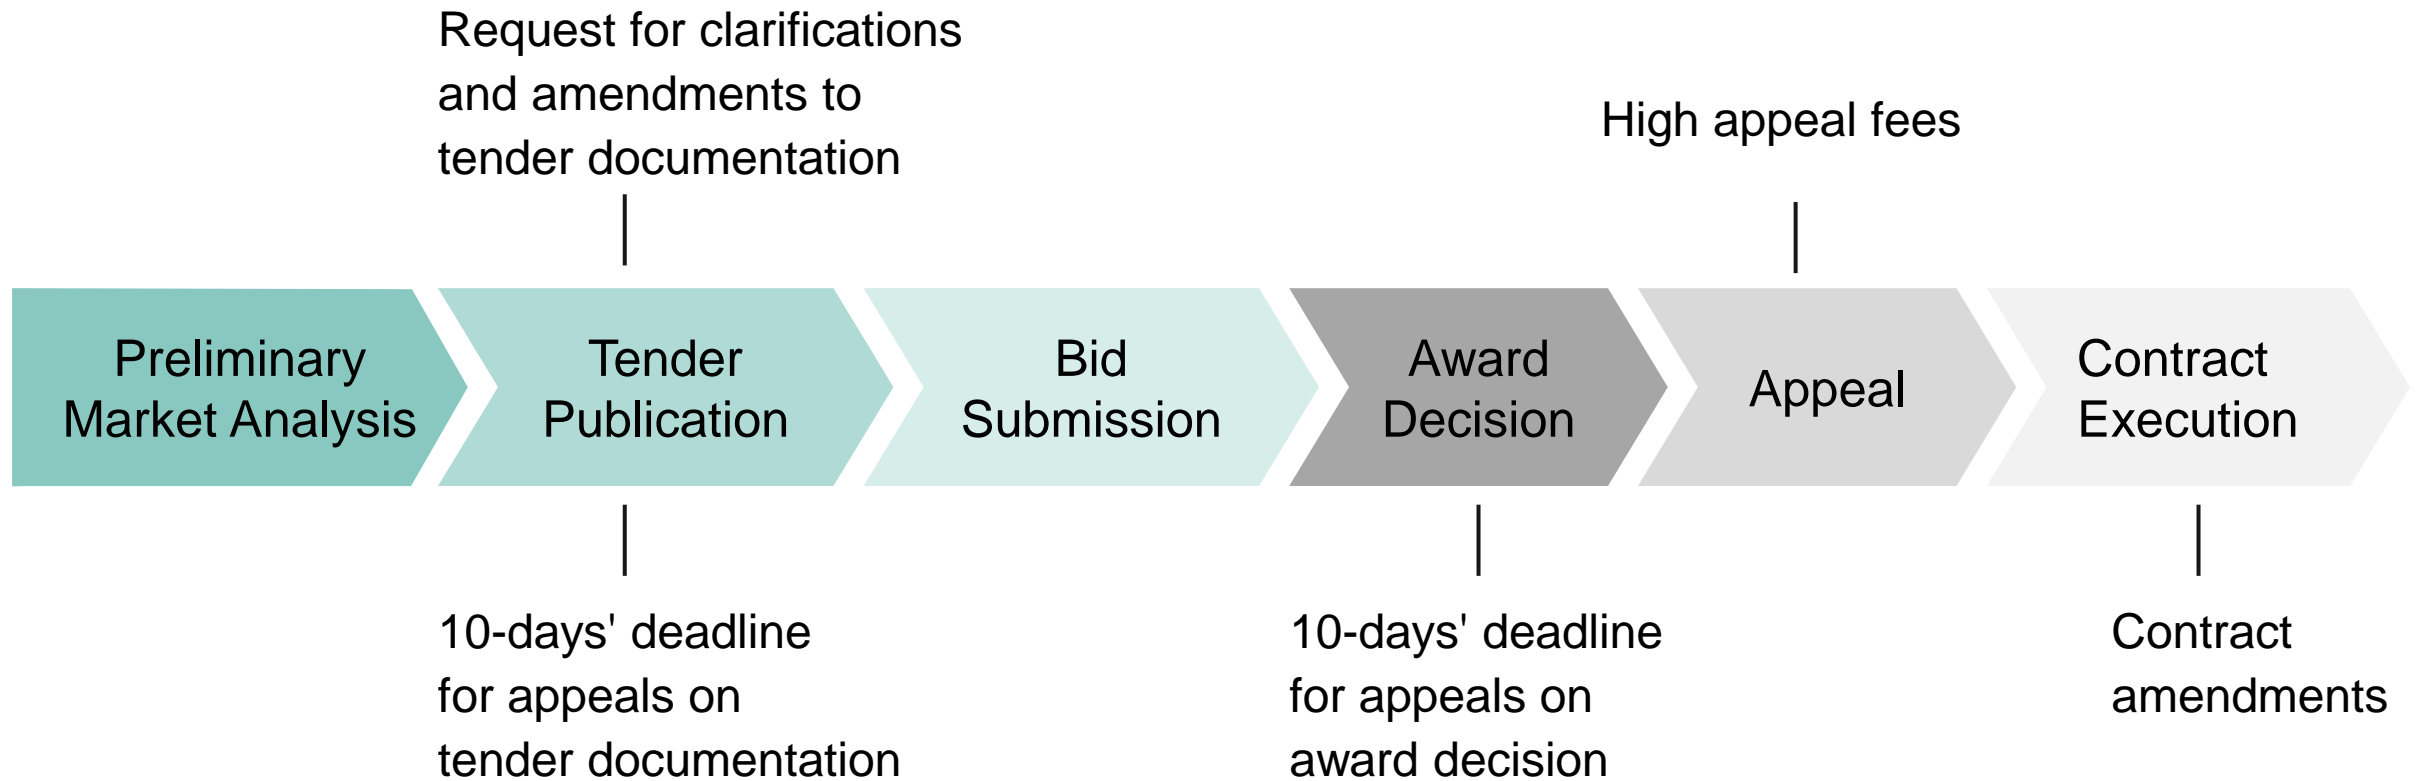 Request for clarifications
and amendments to
tender documentation
High appeal fees
Preliminary
Market Analysis
Tender
Publication
Bid
Submission
Award
Decision
Appeal
Contract
Execution
10-days' deadline
for appeals on
tender documentation
10-days' deadline
for appeals on
award decision
Contract
amendments